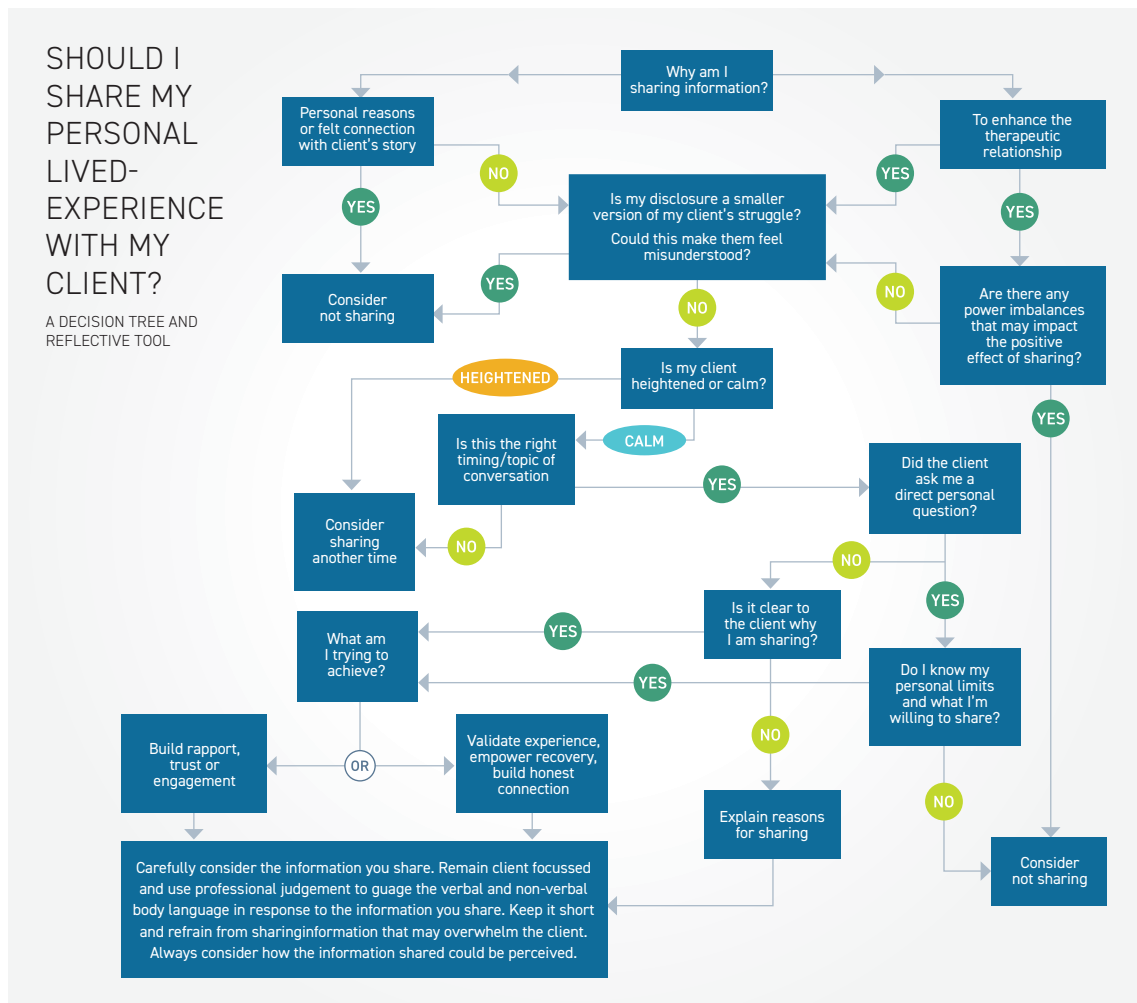 SHOULD I
SHARE MY
PERSONAL
LIVED-
EXPERIENCE
WITH MY
CLIENT?
A DECISION TREE AND
REFLECTIVE TOOL
Why am I
sharing information?
Personal reasons
or felt connection
with client's story
To enhance the
therapeutic
relationship
NO
YES
YES
YES
Is my disclosure a smaller
version of my client's struggle?
Could this make them feel
misunderstood?
YES
NO
NO
Consider
not sharing
Are there any
power imbalances
that may impact
the positive
effect of sharing?
Is my client
heightened or calm?
HEIGHTENED
CALM
YES
Is this the right
timing/topic of
conversation
YES
Did the client
ask me a
direct personal
question?
Consider
sharing
another time
NO
NO
YES
Is it clear to
the client why
I am sharing?
YES
What am
I trying to
achieve?
YES
Do I know my
personal limits
and what I'm
willing to share?
NO
NO
Build rapport,
trust or
engagement
OR
Validate experience,
empower recovery,
build honest
connection
Explain reasons
for sharing
Consider
not sharing
Carefully consider the information you share. Remain client focussed
and use professional judgement to guage the verbal and non-verbal
body language in response to the information you share. Keep it short
and refrain from sharinginformation that may overwhelm the client.
Always consider how the information shared could be perceived.